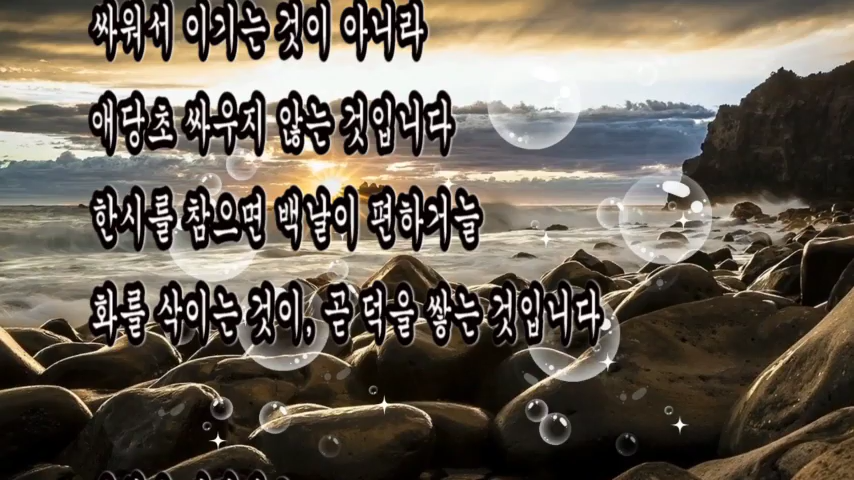 싸워서 이기는 것이 아니라
애당초 싸우지 않는 것입니다
한시를 참으면 백날이 편하거늘
화를 삭이는 것이, 곧 덕을 쌓는 것입니다